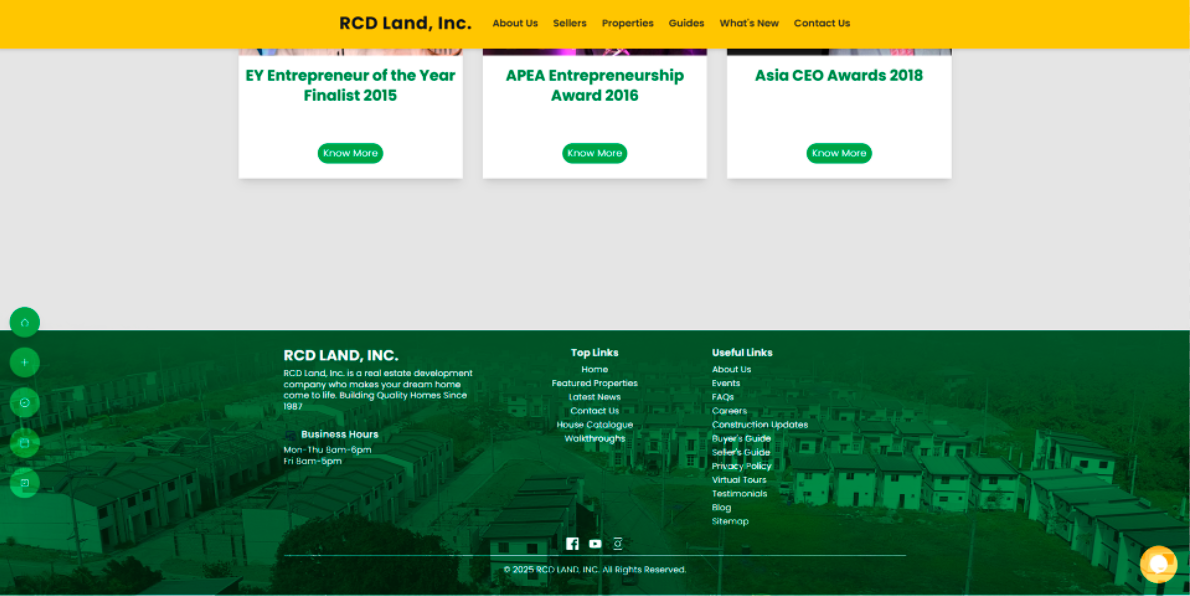 RCD Land, Inc.
About Us Sellers Properties Guides What's New Contact Us
EY Entrepreneur of the Year
Finalist 2015
Know More
APEA Entrepreneurship
Award 2016
Know More
Asia CEO Awards 2018
Know More
RCD LAND, INC.
RCD Land, Inc. is a real estate development
company who makes your dream home
come to life. Building Quality Homes Since
1987
Business Hours
Mon-Thu 8am-6pm
Fri 8am-5pm
Top Links
Home
Featured Properties
Latest News
Contact Us
House Catalogue
Walkthroughs
Useful Links
About Us
Events
FAQs
Careers
Construction Updates
Buyer's Guide
Seller's Guide
Privacy Policy
Virtual Tours
Testimonials
Blog
Sitemap
© 2025 RCD LAND, INC. All Rights Reserved.